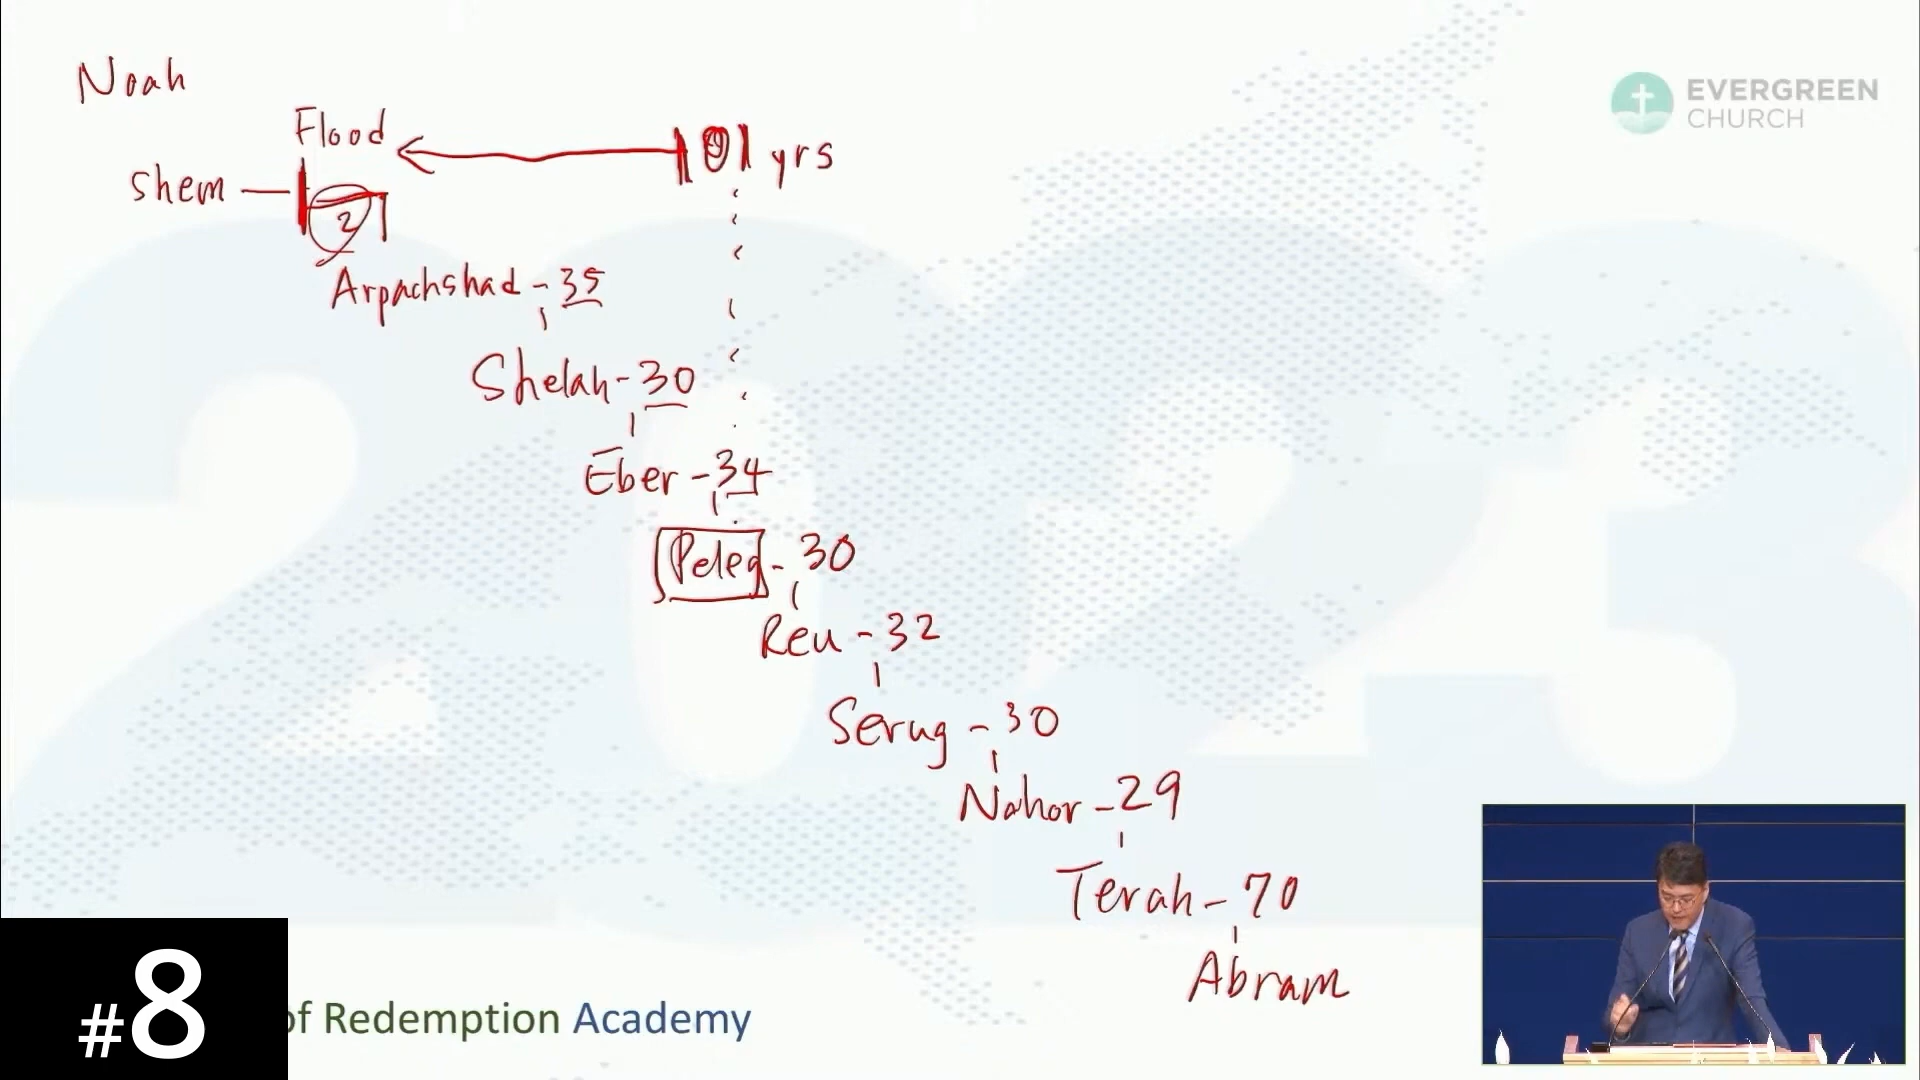 Noah
EVERGREEN
CHURCH
Flood
101 yrs
Shem
2
Arpachshad - 35
Shelah - 30
Eber - 34
Peleg - 30
Reu - 32
Serug - 30
Nahor - 29
Terah - 70
Abram
#8
of Redemption Academy